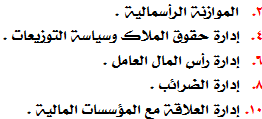 ٢. الموازنة الرأسمالية .
٤. إدارة حقوق الملاك وسياسة التوزيعات .
٦. إدارة رأس المال العامل .
٨. إدارة الضرائب .
١٠. إدارة العلاقة مع المؤسسات المالية .